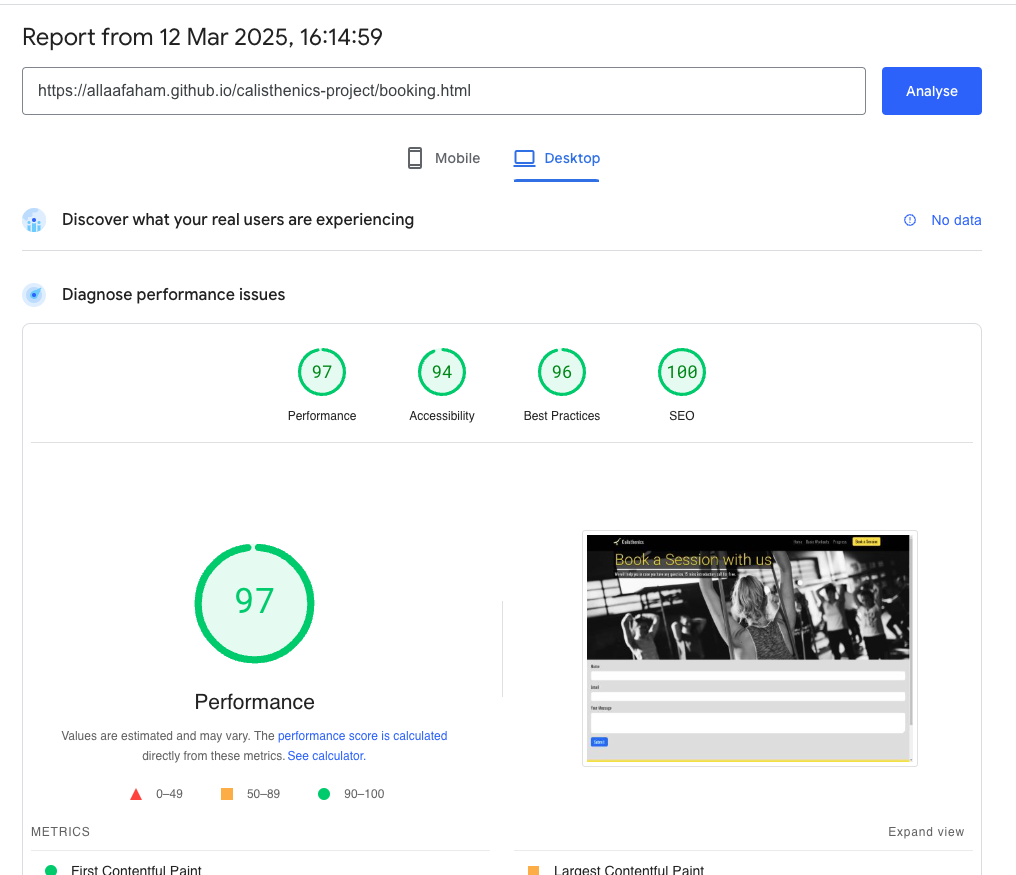 Report from 12 Mar 2025, 16:14:59
https://allaafaham.github.io/calisthenics-project/booking.html
Analyse
Mobile
Desktop
Discover what your real users are experiencing
No data
Diagnose performance issues
97
94
96
100
Performance
Accessibility
Best Practices
SEO
97
Performance
Values are estimated and may vary. The performance score is calculated
directly from these metrics. See calculator.
0–49
50–89
90–100
Calisthenics
Home
Basic Workouts
Progress
Book a Session
Book a Session with us
Name
Email
Your Message
Submit
METRICS
Expand view
First Contentful Paint
Largest Contentful Paint